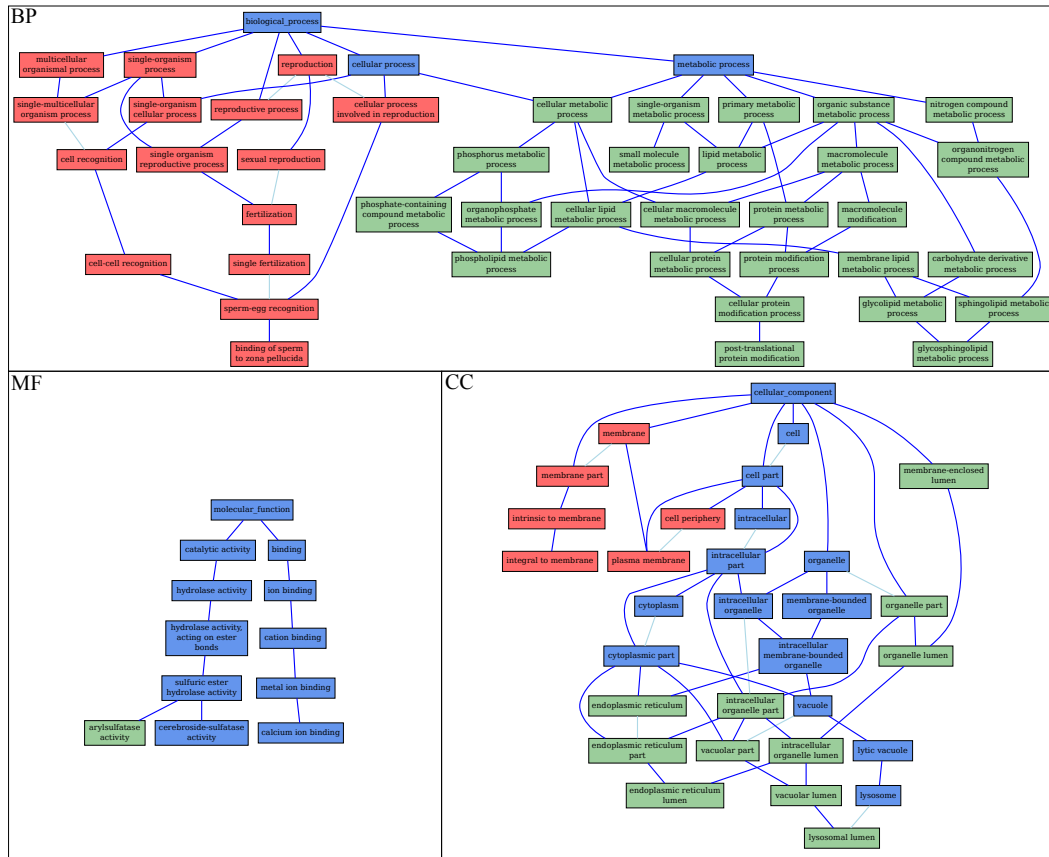 BP
biological_process
multicellular
organismal process
single-organism
process
reproduction
cellular process
metabolic process
single-multicellular
organism process
single-organism
cellular process
reproductive process
cellular process
involved in reproduction
cellular metabolic
process
single-organism
metabolic process
primary metabolic
process
organic substance
metabolic process
nitrogen compound
metabolic process
cell recognition
single organism
reproductive process
sexual reproduction
phosphorus metabolic
process
small molecule
metabolic process
lipid metabolic
process
macromolecule
metabolic process
organonitrogen
compound metabolic
process
fertilization
phosphate-containing
compound metabolic
process
organophosphate
metabolic process
cellular lipid
metabolic process
cellular macromolecule
metabolic process
protein metabolic
process
macromolecule
modification
cell-cell recognition
single fertilization
phospholipid metabolic
process
cellular protein
metabolic process
protein modification
process
membrane lipid
metabolic process
carbohydrate derivative
metabolic process
sperm-egg recognition
cellular protein
modification process
glycolipid metabolic
process
sphingolipid metabolic
process
binding of sperm
to zona pellucida
post-translational
protein modification
glycosphingolipid
metabolic process
MF
molecular_function
catalytic activity
binding
hydrolase activity
ion binding
hydrolase activity,
acting on ester
bonds
cation binding
sulfuric ester
hydrolase activity
metal ion binding
arylsulfatase
activity
cerebroside-sulfatase
activity
calcium ion binding
CC
cellular_component
membrane
cell
membrane part
cell part
membrane-enclosed
lumen
intrinsic to membrane
cell periphery
intracellular
integral to membrane
plasma membrane
intracellular
part
organelle
cytoplasm
intracellular
organelle
membrane-bounded
organelle
organelle part
cytoplasmic part
intracellular
membrane-bounded
organelle
organelle lumen
endoplasmic reticulum
intracellular
organelle part
vacuole
endoplasmic reticulum
part
vacuolar part
intracellular
organelle lumen
lytic vacuole
endoplasmic reticulum
lumen
vacuolar lumen
lysosome
lysosomal lumen